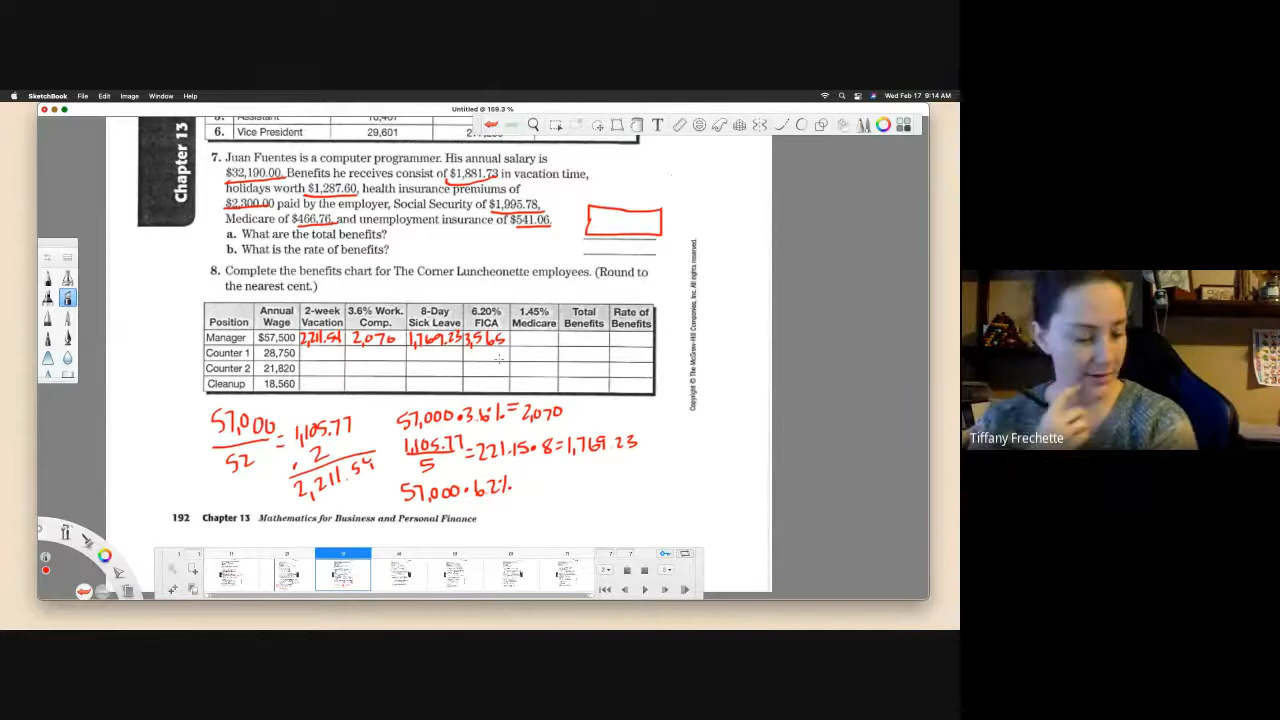 SketchBook File Edit Image Window Help
Wed Feb 17 9:14 AM
Untitled @ 159.3 %
Chapter 13
6. Vice President 29,601
7. Juan Fuentes is a computer programmer. His annual salary is
$32,190.00. Benefits he receives consist of $1,881.73 in vacation time,
holidays worth $1,287.60, health insurance premiums of
$2,300.00 paid by the employer, Social Security of $1,995.78,
Medicare of $466.76, and unemployment insurance of $541.06.
a. What are the total benefits?
b. What is the rate of benefits?
8. Complete the benefits chart for The Corner Luncheonette employees. (Round to
the nearest cent.)
Position Annual Wage 2-week Vacation 3.6% Work. Comp. 8-Day Sick Leave 6.20% FICA 1.45% Medicare Total Benefits Rate of Benefits
Manager $57,500 2,211.54 2,070 1,769.23 3,565
Counter 1 28,750
Counter 2 21,820
Cleanup 18,560
57,000 / 52 = 1,105.77
. 2
2,211.54
57,000 • 3.6% = 2,070
1,105.77 / 5 = 221.15 • 8 = 1,769.23
57,000 • 6.2%
192 Chapter 13 Mathematics for Business and Personal Finance
Copyright © The McGraw-Hill Companies, Inc. All rights reserved.
Tiffany Frechette